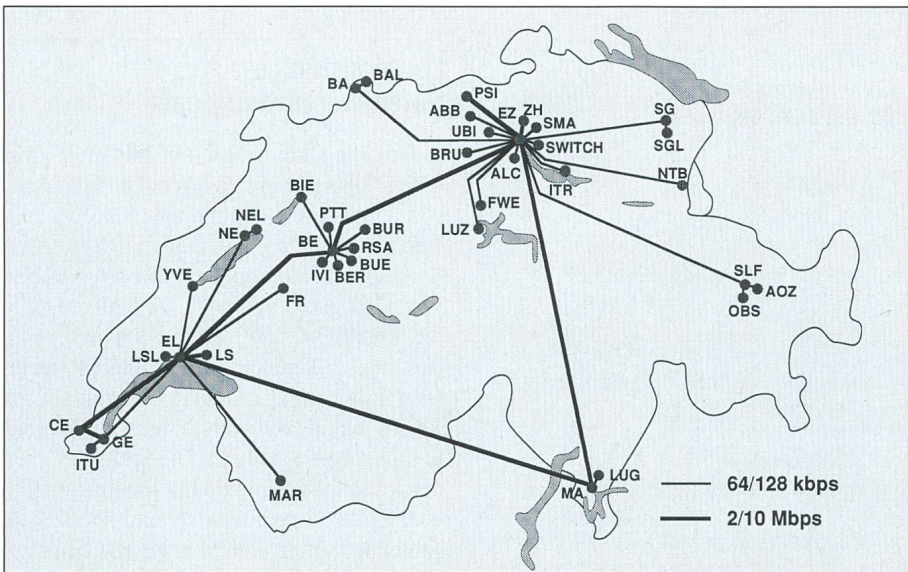 BAL
BA
PSI
ABB
EZ
ZH
SMA
UBI
SWITCH
BRU
ALC
SG
SGL
NTB
ITR
FWE
LUZ
BIE
PTT
NEL
NE
BUR
BE
RSA
BUE
IVI
BER
YVE
FR
SLF
AOZ
OBS
EL
LSL
LS
CE
GE
ITU
MAR
LUG
MA
64/128 kbps
2/10 Mbps